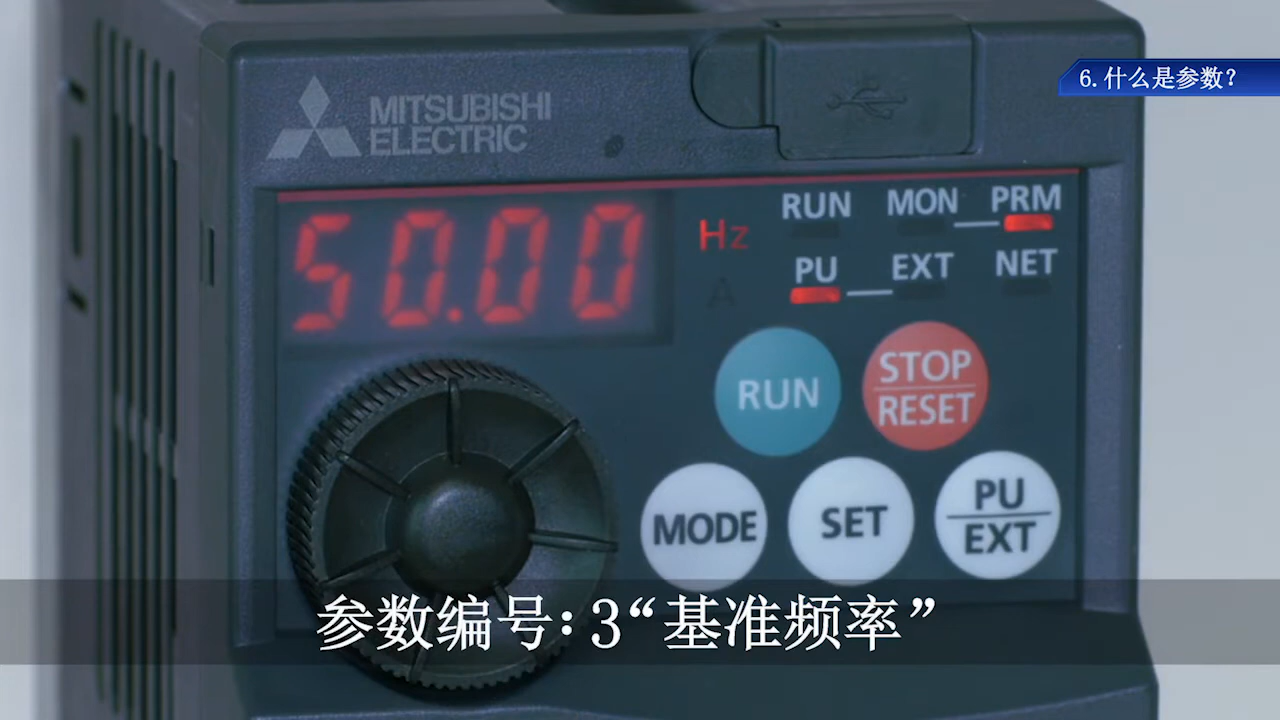 6.什么是参数?
MITSUBISHI
ELECTRIC
50.00
Hz
A
RUN MON PRM
PU EXT NET
RUN
STOP
RESET
MODE
SET
PU
EXT
参数编号:3“基准频率”